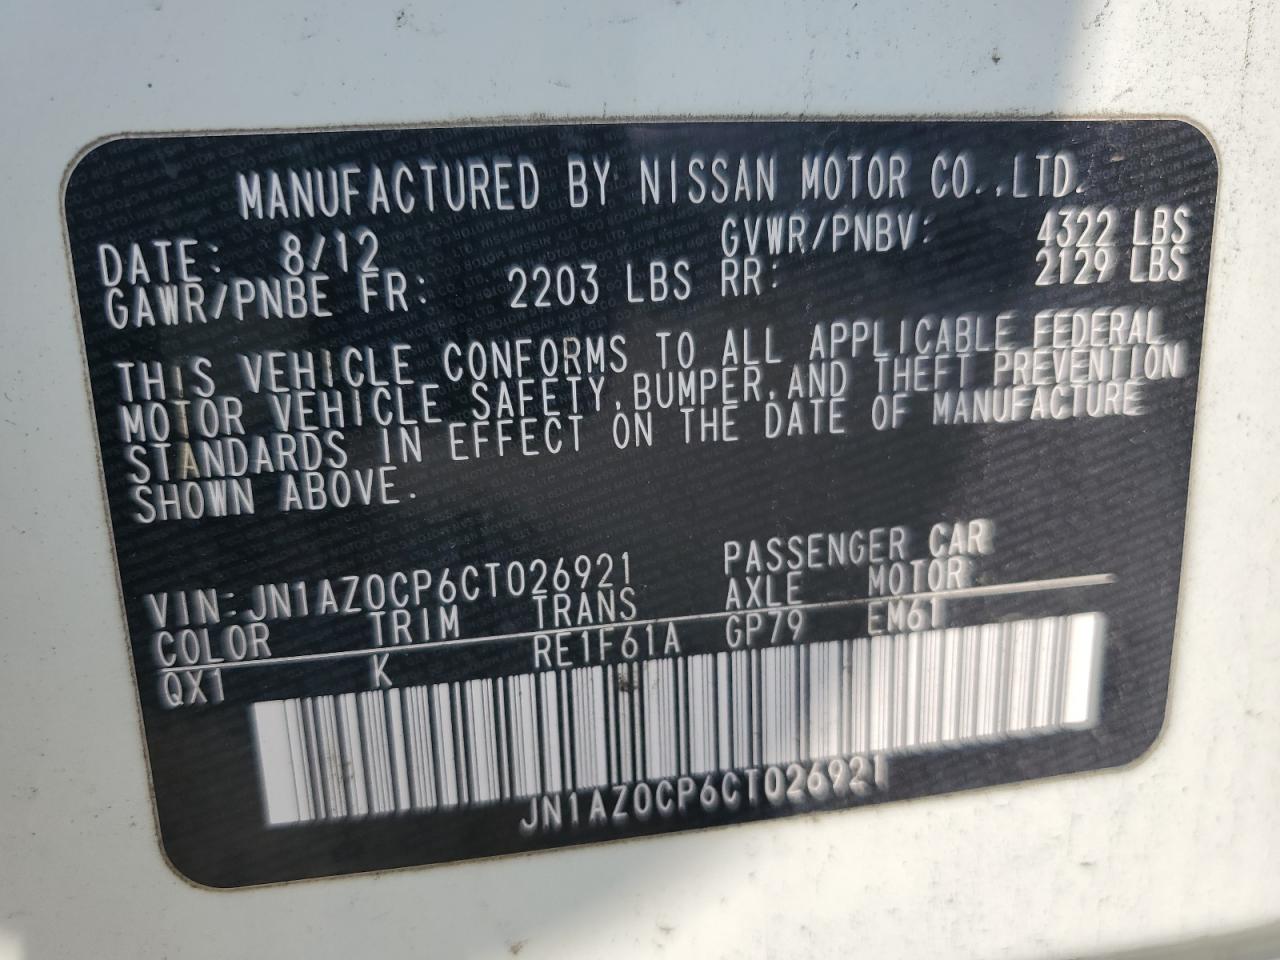 MANUFACTURED BY NISSAN MOTOR CO.,LTD.
DATE: 8/12 GVWR/PNBV: 4322 LBS
GAWR/PNBE FR: 2203 LBS RR: 2129 LBS
THIS VEHICLE CONFORMS TO ALL APPLICABLE FEDERAL
MOTOR VEHICLE SAFETY,BUMPER,AND THEFT PREVENTION
STANDARDS IN EFFECT ON THE DATE OF MANUFACTURE
SHOWN ABOVE.
VIN:JN1AZ0CP6CT026921 PASSENGER CAR
COLOR TRIM TRANS AXLE MOTOR
QX1 K RE1F61A GP79 EM61
JN1AZ0CP6CT026921